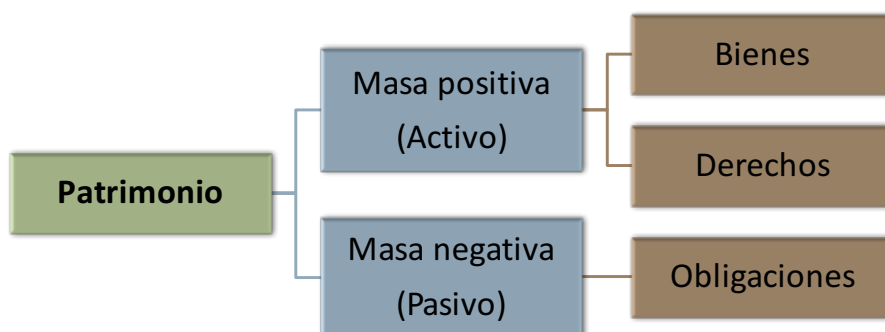 Patrimonio
Masa positiva
(Activo)
Bienes
Derechos
Masa negativa
(Pasivo)
Obligaciones